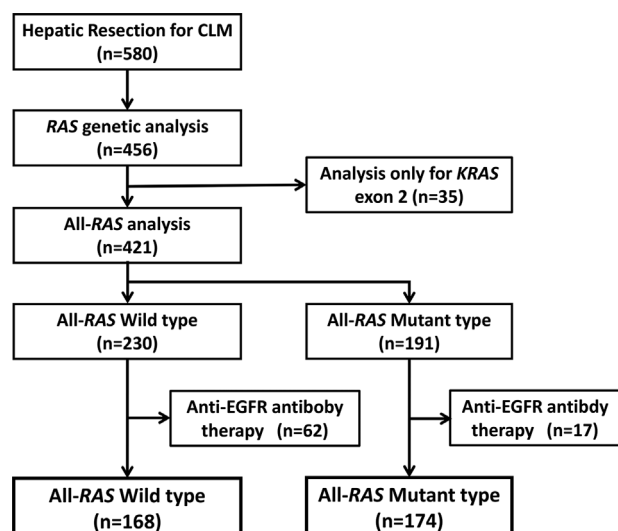 Hepatic Resection for CLM
(n=580)
RAS genetic analysis
(n=456)
Analysis only for KRAS
exon 2 (n=35)
All-RAS analysis
(n=421)
All-RAS Wild type
(n=230)
All-RAS Mutant type
(n=191)
Anti-EGFR antiboby
therapy (n=62)
Anti-EGFR antibdy
therapy (n=17)
All-RAS Wild type
(n=168)
All-RAS Mutant type
(n=174)